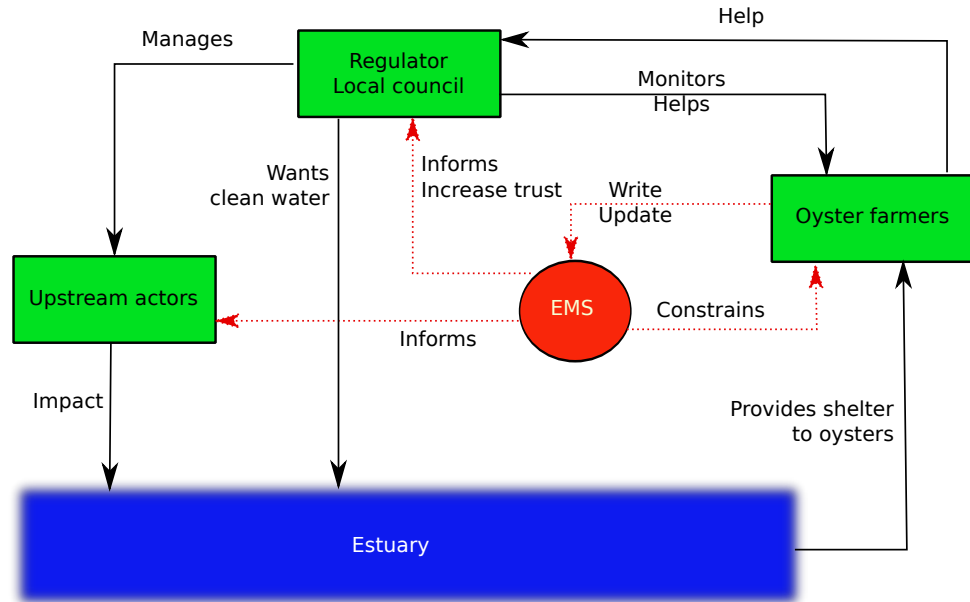 Help
Manages
Regulator
Local council
Monitors
Helps
Informs
Increase trust
Wants
clean water
Write
Update
Oyster farmers
Upstream actors
EMS
Constrains
Informs
Impact
Provides shelter
to oysters
Estuary